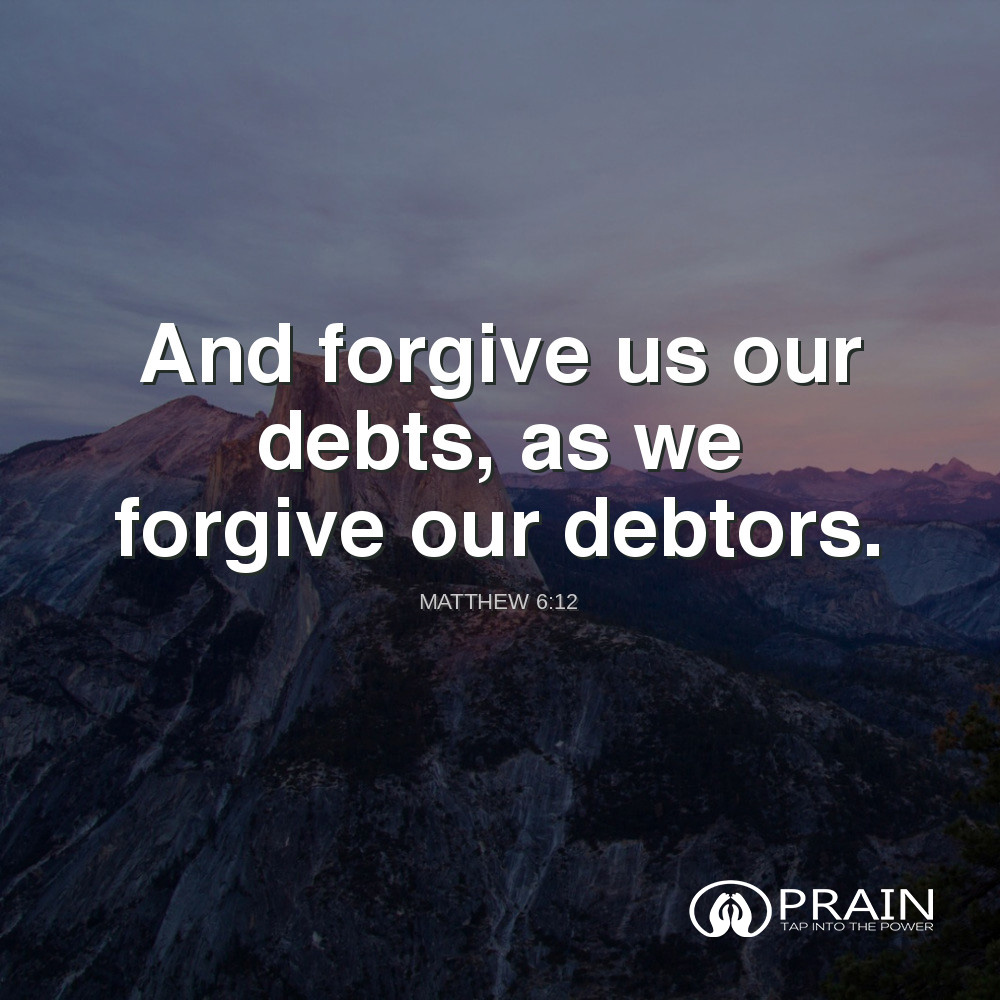 And forgive us our
debts, as we
forgive our debtors.
MATTHEW 6:12
PRAIN
TAP INTO THE POWER